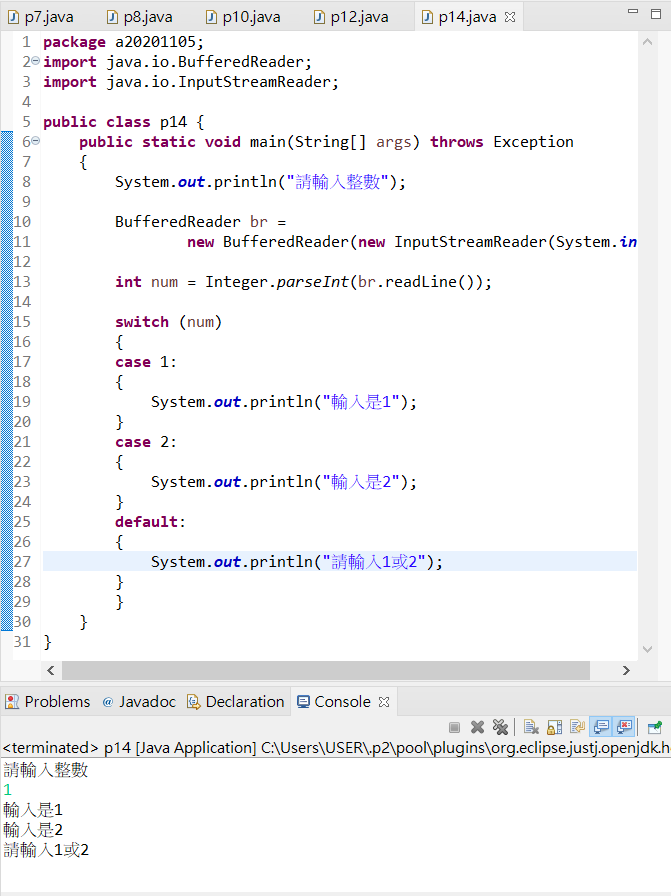 p7.java p8.java p10.java p12.java p14.java
1 package a20201105;
2 import java.io.BufferedReader;
3 import java.io.InputStreamReader;
4
5 public class p14 {
6 public static void main(String[] args) throws Exception
7 {
8 System.out.println("請輸入整數");
9
10 BufferedReader br =
11 new BufferedReader(new InputStreamReader(System.in
12
13 int num = Integer.parseInt(br.readLine());
14
15 switch (num)
16 {
17 case 1:
18 {
19 System.out.println("輸入是1");
20 }
21 case 2:
22 {
23 System.out.println("輸入是2");
24 }
25 default:
26 {
27 System.out.println("請輸入1或2");
28 }
29 }
30 }
31 }
Problems @ Javadoc Declaration Console
<terminated> p14 [Java Application] C:\Users\USER\.p2\pool\plugins\org.eclipse.justj.openjdk.h
請輸入整數
1
輸入是1
輸入是2
請輸入1或2